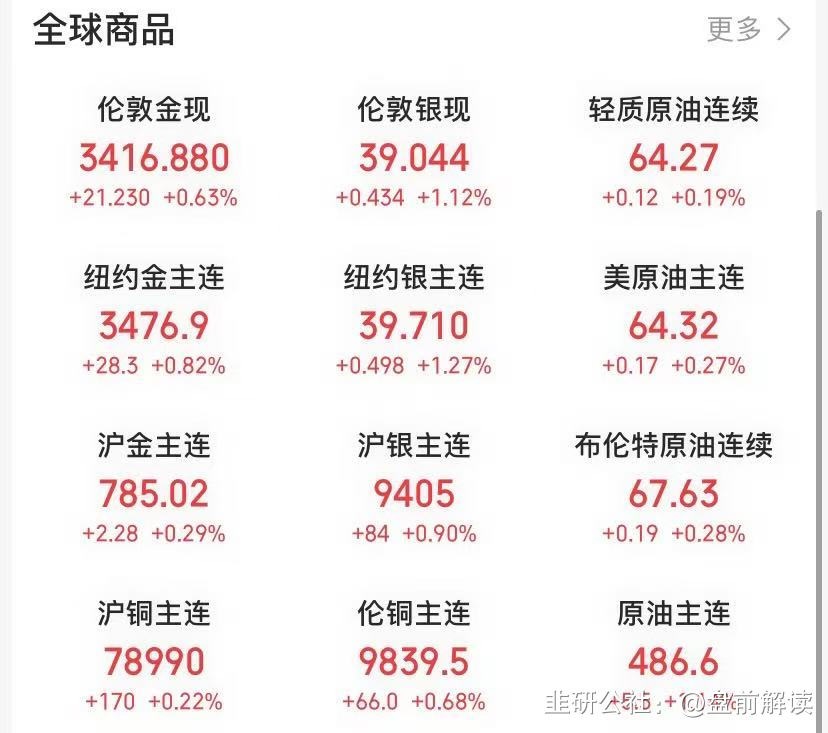 全球商品
更多
伦敦金现 伦敦银现 轻质原油连续
3416.880 39.044 64.27
+21.230 +0.63% +0.434 +1.12% +0.12 +0.19%
纽约金主连 纽约银主连 美原油主连
3476.9 39.710 64.32
+28.3 +0.82% +0.498 +1.27% +0.17 +0.27%
沪金主连 沪银主连 布伦特原油连续
785.02 9405 67.63
+2.28 +0.29% +84 +0.90% +0.19 +0.28%
沪铜主连 伦铜主连 原油主连
78990 9839.5 486.6
+170 +0.22% +66.0 +0.68%
韭研公社：@盘前解读